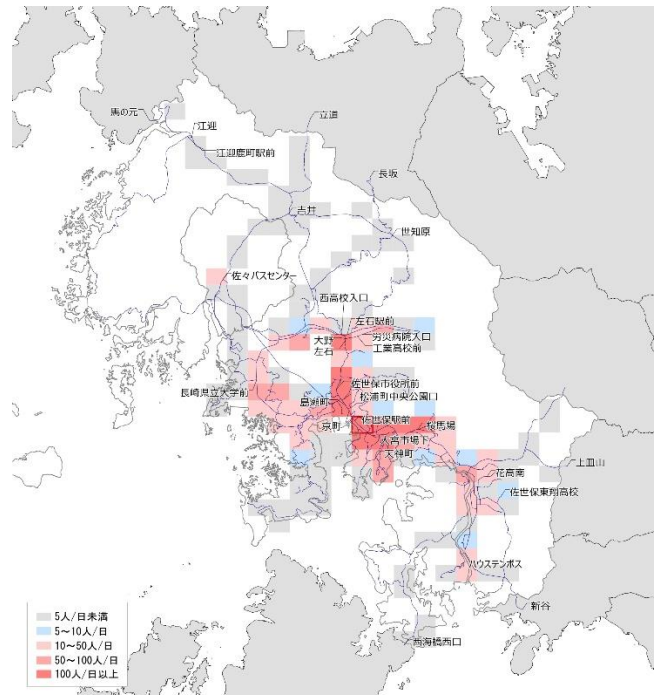 馬の元
江迎
江迎鹿町駅前
立道
長坂
吉井
世知原
佐々バスセンター
西高校入口
左石駅前
大野
左石
労災病院入口
工業高校前
長崎県立大学前
佐世保市役所前
松浦町中央公園口
島瀬町
京町
佐世保駅前
桜馬場
大宮市場下
天神町
上皿山
花高南
佐世保東翔高校
ハウステンボス
新谷
西海橋西口
5人/日未満
5～10人/日
10～50人/日
50～100人/日
100人/日以上